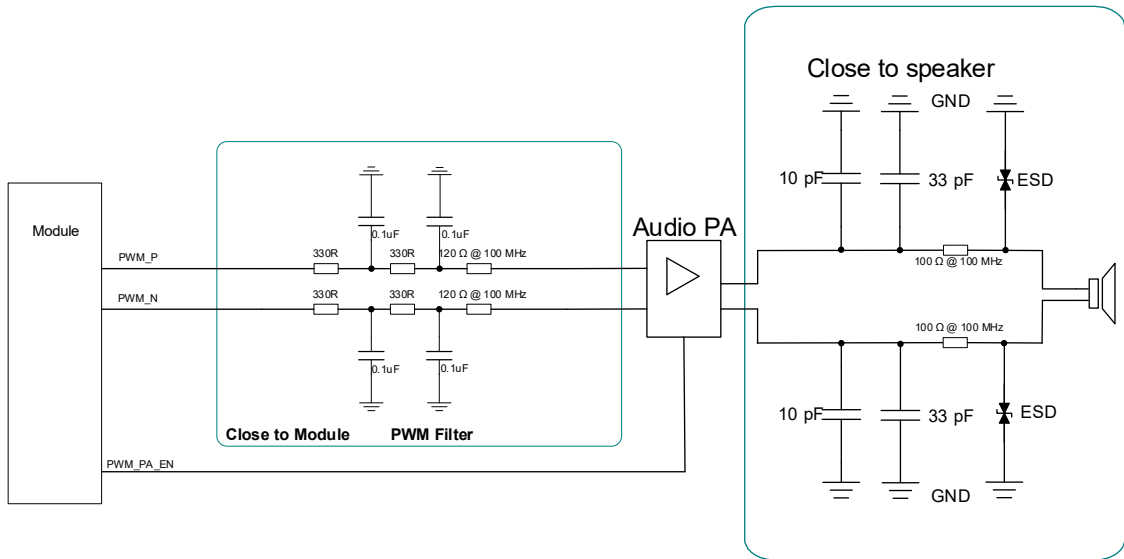 Close to speaker
GND
10 pF
33 pF
ESD
Audio PA
Module
0.1uF
0.1uF
PWM_P
330R
330R
120 Ω @ 100 MHz
100 Ω @ 100 MHz
PWM_N
330R
330R
120 Ω @ 100 MHz
100 Ω @ 100 MHz
0.1uF
0.1uF
10 pF
33 pF
ESD
Close to Module
PWM Filter
PWM_PA_EN
GND